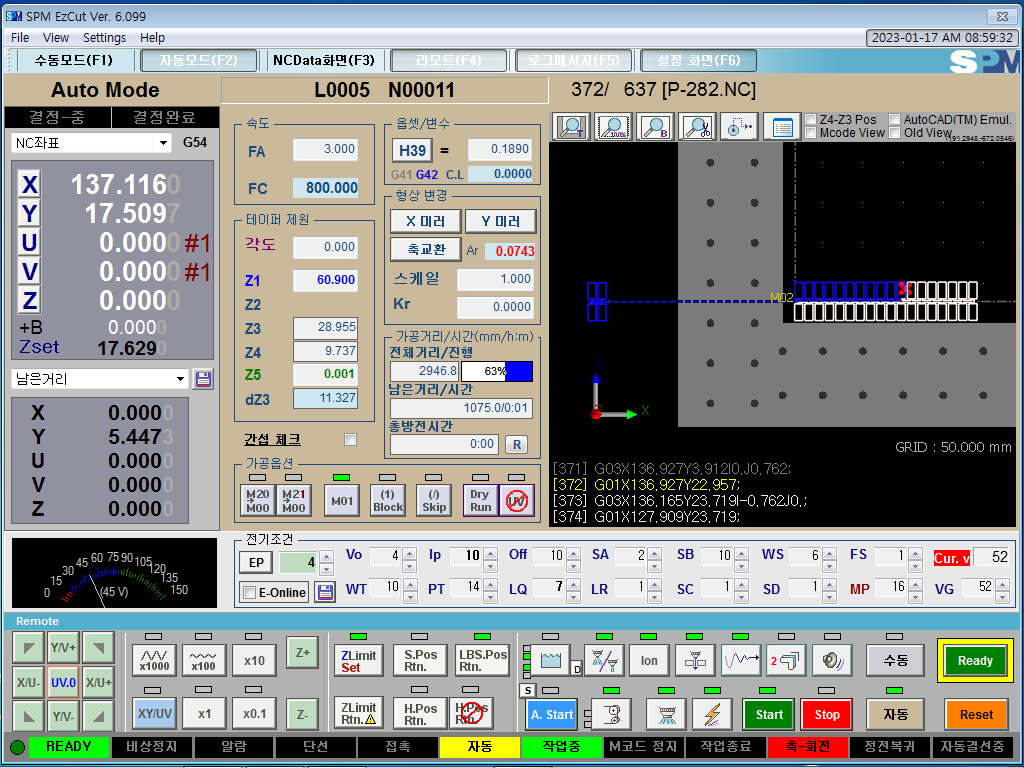 SPM EzCut Ver. 6.099
File View Settings Help
2023-01-17 AM 08:59:32
수동모드(F1) 자동모드(F2) NCData화면(F3) 리모트(F4) 로그메시지(F5) 설정 화면(F6)
SPM
Auto Mode
L0005 N00011
372/ 637 [P-282.NC]
결정-중 결정완료
NC좌표 G54
X 137.1160
Y 17.5097
U 0.0000 #1
V 0.0000 #1
Z 0.0000
+B 0.0000
Zset 17.6290
남은거리
X 0.0000
Y 5.4473
U 0.0000
V 0.0000
Z 0.0000
속도
FA 3.000
FC 800.000
테이퍼 제원
각도 0.000
Z1 60.900
Z2
Z3 28.955
Z4 9.737
Z5 0.001
dZ3 11.327
간섭 체크
옵셋/변수
H39 = 0.1890
G41 G42 C.L 0.0000
형상 변경
X 미러 Y 미러
축교환 Ar 0.0743
스케일 1.000
Kr 0.0000
가공거리/시간(mm/h:m)
전체거리/진행
2946.8 63%
남은거리/시간
1075.0/0:01
총방전시간
0:00 R
가공옵션
M20 M00
M21 M00
M01
(1) Block
(/) Skip
Dry Run
UV
T
100%
B
Z4-Z3 Pos AutoCAD(TM) Emul.
Mcode View Old View
(191.2948,-672.0546)
M02
Y
X
GRID : 50.000 mm
[371] G03X136,927Y3,912I0,J0,762;
[372] G01X136,927Y22,957;
[373] G03X136,165Y23,719I-0,762J0,;
[374] G01X127,909Y23,719;
0 15 30 45 60 75 90 105 120 135 150
(45 V)
전기조건
EP 4 Vo 4 Ip 10 Off 10 SA 2 SB 10 WS 6 FS 1 Cur. v 52
E-Online WT 10 PT 14 LQ 7 LR 1 SC 1 SD 1 MP 16 VG 52
Remote
Y/V+
X/U- UV.0 X/U+
Y/V-
x1000 x100 x10 Z+
XY/UV x1 x0.1 Z-
ZLimit Set
S.Pos Rtn.
LBS.Pos Rtn.
ZLimit Rtn.
H.Pos Rtn.
H.Pos Rtn.
D
Ion
2
수동
Ready
S
A. Start
Start
Stop
자동
Reset
READY 비상정지 알람 단선 접촉 자동 작업중 M코드 정지 작업종료 축-회전 정전복귀 자동결선중